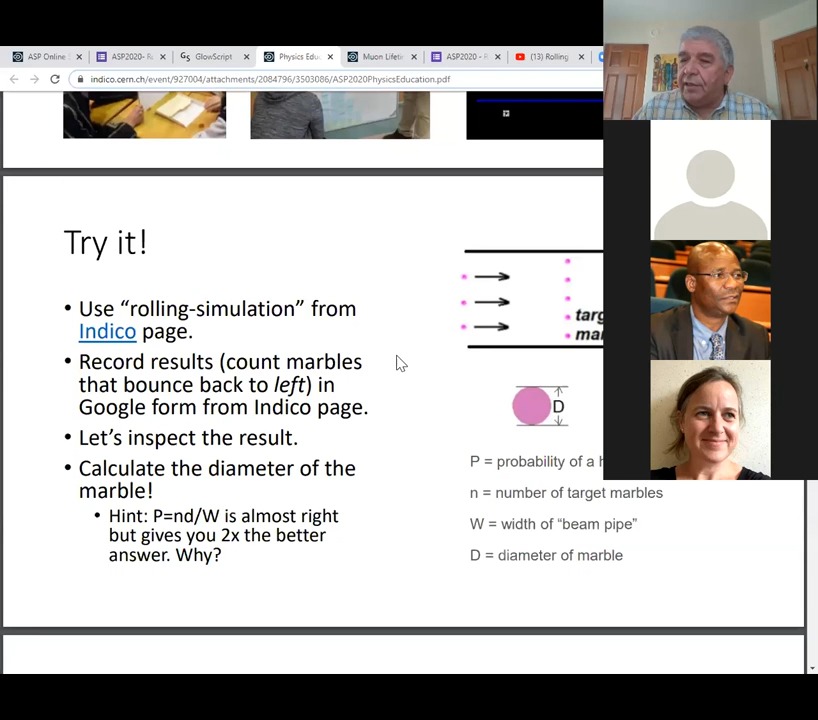 ASP Online
ASP2020- R
GlowScript
Physics Edu
Muon Lifeti
ASP2020 - R
(13) Rolling
indico.cern.ch/event/927004/attachments/2084796/3503086/ASP2020PhysicsEducation.pdf
Try it!
• Use “rolling-simulation” from
Indico page.
• Record results (count marbles
that bounce back to left) in
Google form from Indico page.
• Let’s inspect the result.
• Calculate the diameter of the
marble!
• Hint: P=nd/W is almost right
but gives you 2x the better
answer. Why?
targ
mar
D
P = probability of a h
n = number of target marbles
W = width of “beam pipe”
D = diameter of marble